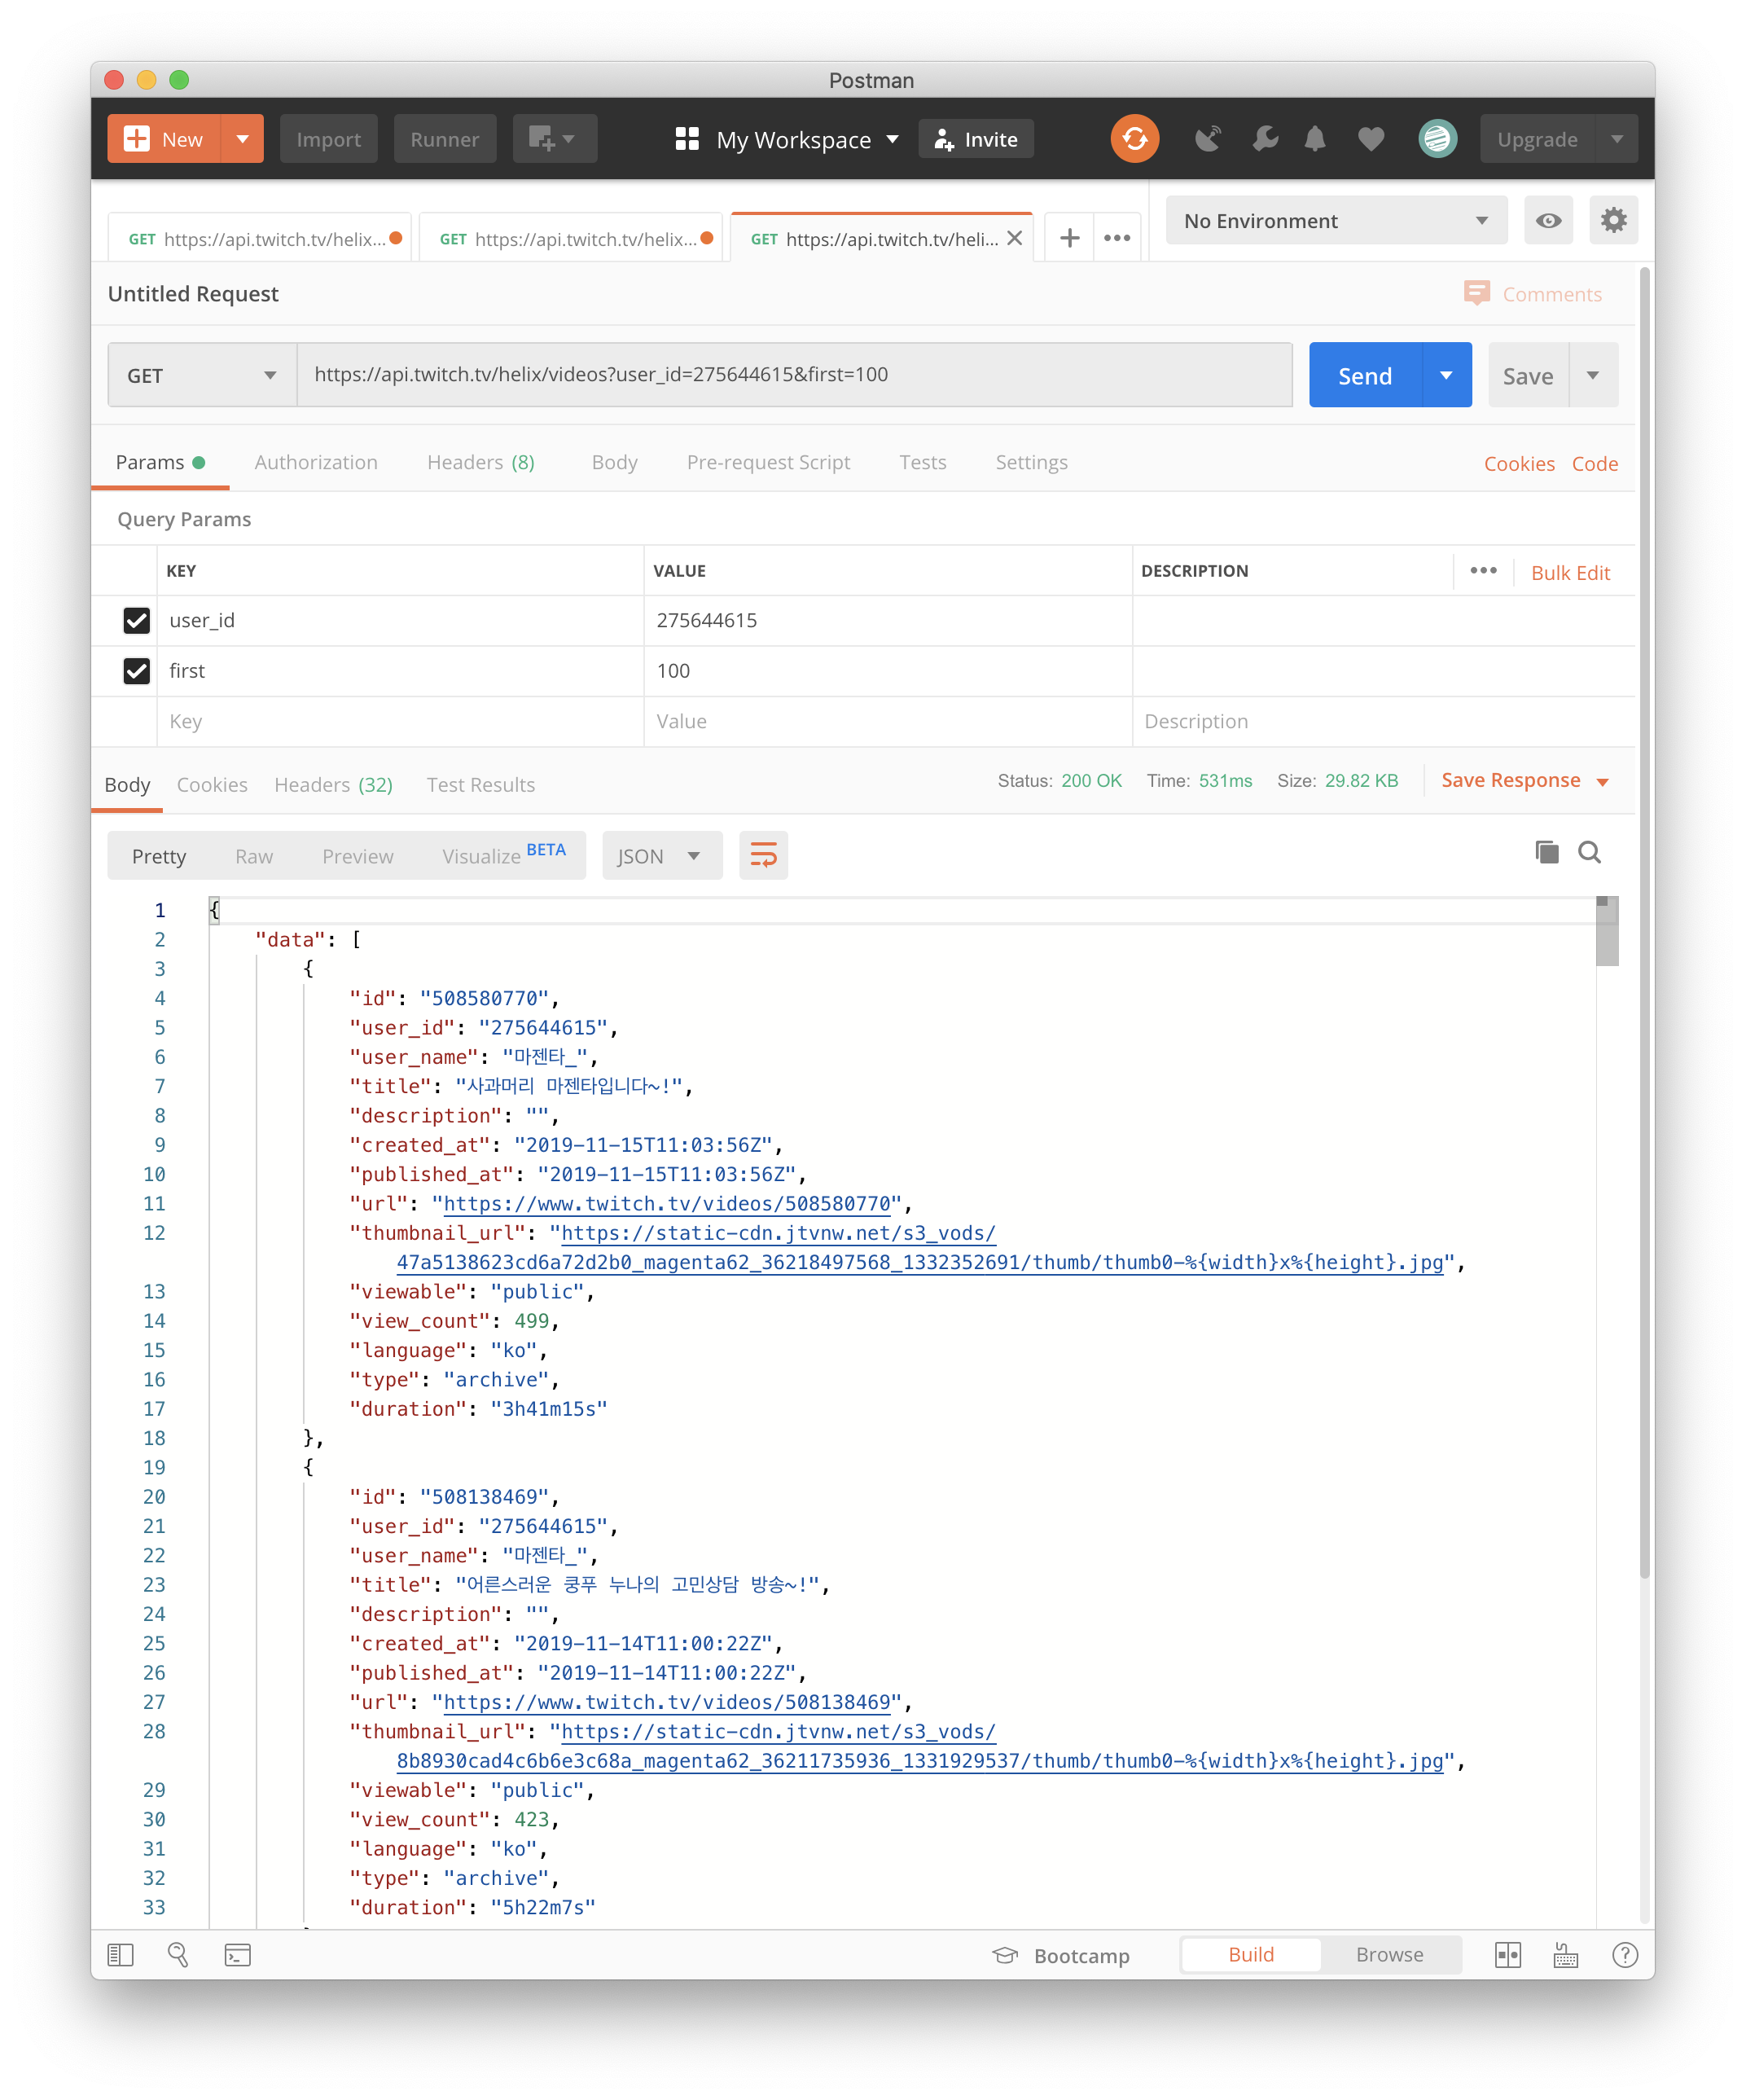 Postman
New Import Runner My Workspace Invite Upgrade
GET https://api.twitch.tv/helix... GET https://api.twitch.tv/helix... GET https://api.twitch.tv/heli... No Environment
Untitled Request Comments
GET https://api.twitch.tv/helix/videos?user_id=275644615&first=100 Send Save
Params Authorization Headers (8) Body Pre-request Script Tests Settings Cookies Code
Query Params
KEY VALUE DESCRIPTION Bulk Edit
user_id 275644615
first 100
Key Value Description
Body Cookies Headers (32) Test Results Status: 200 OK Time: 531ms Size: 29.82 KB Save Response
Pretty Raw Preview Visualize BETA JSON
1 {
2 "data": [
3 {
4 "id": "508580770",
5 "user_id": "275644615",
6 "user_name": "마젠타_",
7 "title": "사과머리 마젠타입니다~!",
8 "description": "",
9 "created_at": "2019-11-15T11:03:56Z",
10 "published_at": "2019-11-15T11:03:56Z",
11 "url": "https://www.twitch.tv/videos/508580770",
12 "thumbnail_url": "https://static-cdn.jtvnw.net/s3_vods/
47a5138623cd6a72d2b0_magenta62_36218497568_1332352691/thumb/thumb0-%{width}x%{height}.jpg",
13 "viewable": "public",
14 "view_count": 499,
15 "language": "ko",
16 "type": "archive",
17 "duration": "3h41m15s"
18 },
19 {
20 "id": "508138469",
21 "user_id": "275644615",
22 "user_name": "마젠타_",
23 "title": "어른스러운 쿵푸 누나의 고민상담 방송~!",
24 "description": "",
25 "created_at": "2019-11-14T11:00:22Z",
26 "published_at": "2019-11-14T11:00:22Z",
27 "url": "https://www.twitch.tv/videos/508138469",
28 "thumbnail_url": "https://static-cdn.jtvnw.net/s3_vods/
8b8930cad4c6b6e3c68a_magenta62_36211735936_1331929537/thumb/thumb0-%{width}x%{height}.jpg",
29 "viewable": "public",
30 "view_count": 423,
31 "language": "ko",
32 "type": "archive",
33 "duration": "5h22m7s"
Bootcamp Build Browse